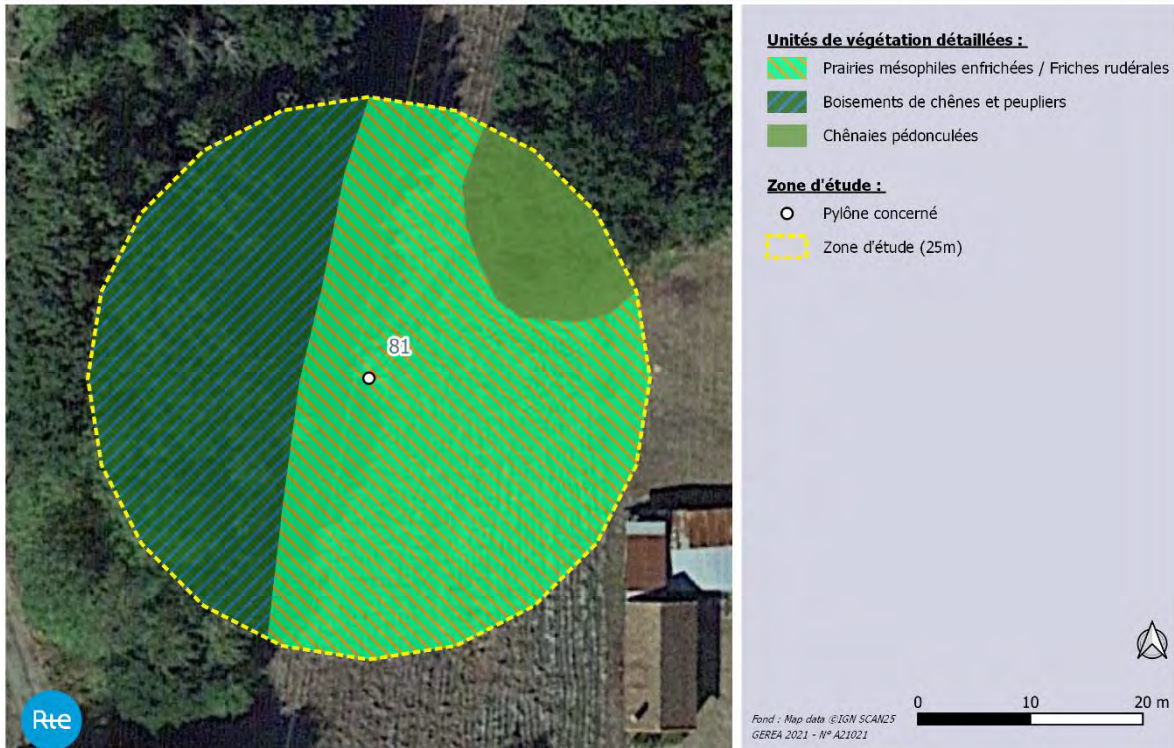 Unités de végétation détaillées :
Prairies mésophiles enfrichées / Friches rudérales
Boisements de chênes et peupliers
Chênaies pédonculées
Zone d'étude :
Pylône concerné
Zone d'étude (25m)
81
Rte
0 10 20 m
Fond : Map data ©IGN SCAN25
GEREA 2021 - N° A21021